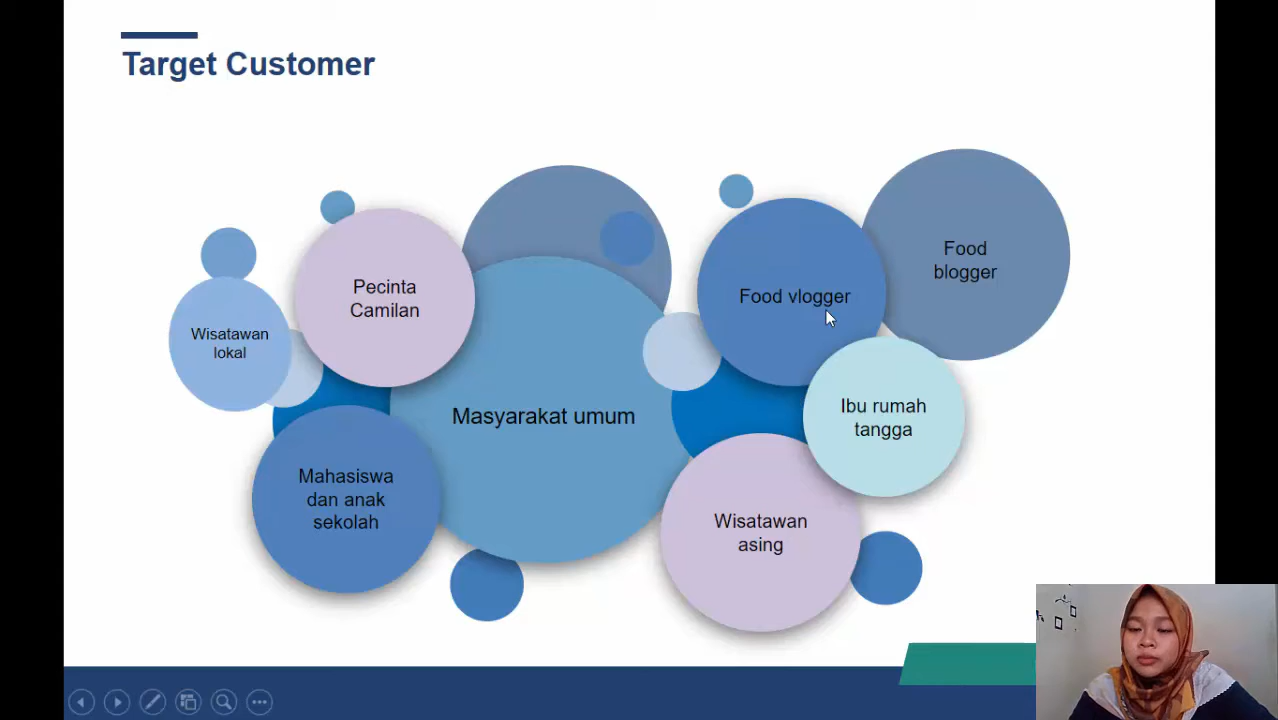 Target Customer
Pecinta
Camilan
Wisatawan
lokal
Mahasiswa
dan anak
sekolah
Masyarakat umum
Food vlogger
Food
blogger
Ibu rumah
tangga
Wisatawan
asing